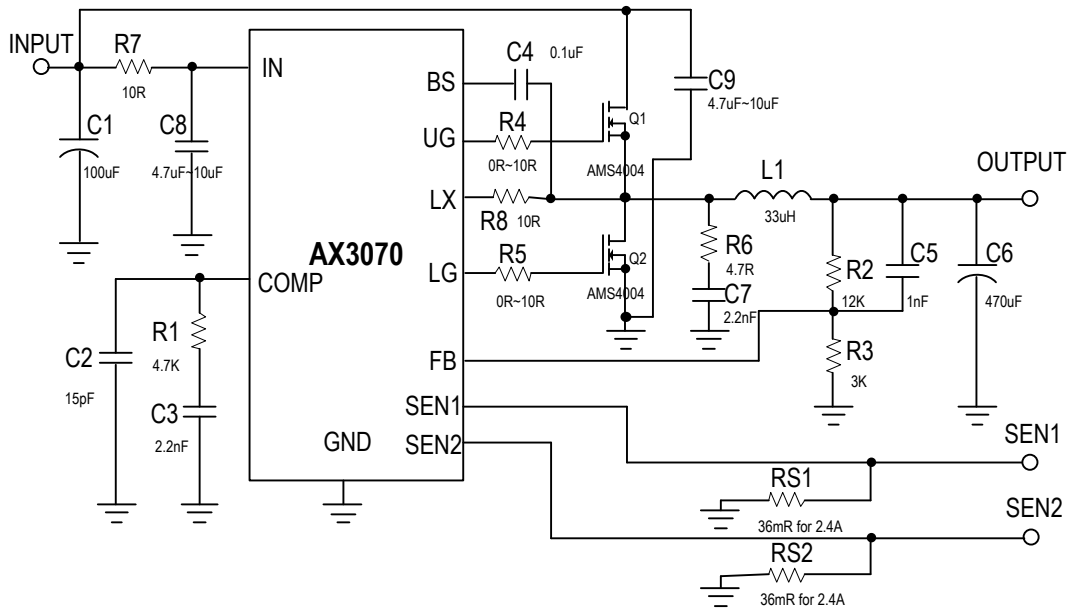 INPUT
R7
10R
C1
100uF
C8
4.7uF~10uF
IN
BS
UG
LX
LG
AX3070
COMP
FB
SEN1
SEN2
GND
C4
0.1uF
R4
0R~10R
Q1
AMS4004
R8
10R
R5
0R~10R
Q2
AMS4004
C9
4.7uF~10uF
L1
33uH
OUTPUT
R6
4.7R
C7
2.2nF
R2
12K
C5
1nF
C6
470uF
R3
3K
C2
15pF
R1
4.7K
C3
2.2nF
SEN1
RS1
36mR for 2.4A
SEN2
RS2
36mR for 2.4A